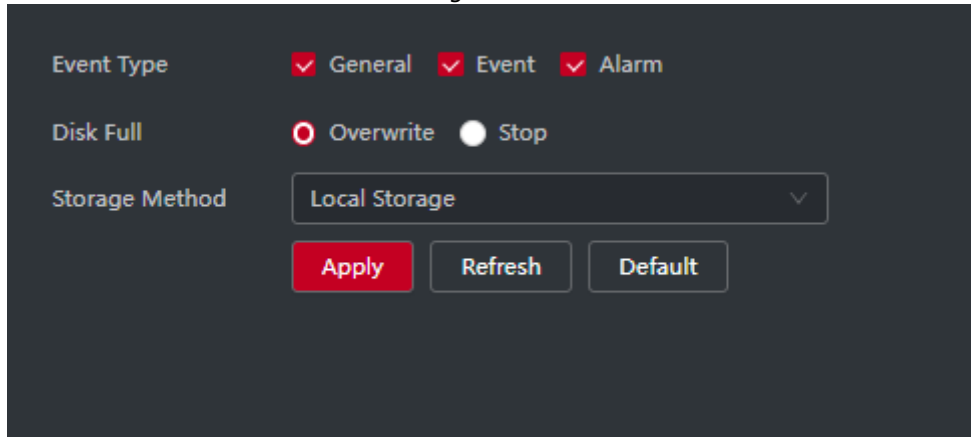 Event Type General Event Alarm
Disk Full Overwrite Stop
Storage Method Local Storage
Apply Refresh Default